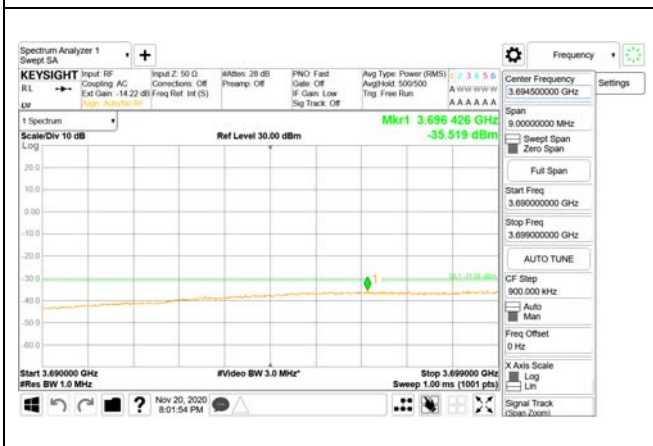 Spectrum Analyzer 1
Swept SA
+
Frequency
KEYSIGHT Input: RF Input Z: 50 Ω #Atten: 28 dB PNO: Fast Avg Type: Power (RMS) 1 2 3 4 5 6
RL Coupling: AC Corrections: Off Preamp: Off Gate: Off Avg|Hold: 500/500 A W W W W W
Ext Gain: -14.22 dB Freq Ref: Int (S) IF Gain: Low Trig: Free Run
Align: Auto/No RF Sig Track: Off A A A A A A
1 Spectrum
Mkr1 3.696 426 GHz
Scale/Div 10 dB Ref Level 30.00 dBm -35.519 dBm
Log
20.0
10.0
0.00
-10.0
-20.0
-30.0
1
-40.0
-50.0
-60.0
Start 3.690000 GHz #Video BW 3.0 MHz* Stop 3.699000 GHz
#Res BW 1.0 MHz Sweep 1.00 ms (1001 pts)
? Nov 20, 2020
8:01:54 PM
Center Frequency
3.694500000 GHz
Settings
Span
9.00000000 MHz
Swept Span
Zero Span
Full Span
Start Freq
3.690000000 GHz
Stop Freq
3.699000000 GHz
AUTO TUNE
CF Step
900.000 kHz
Auto
Man
Freq Offset
0 Hz
X Axis Scale
Log
Lin
Signal Track
(Span Zoom)